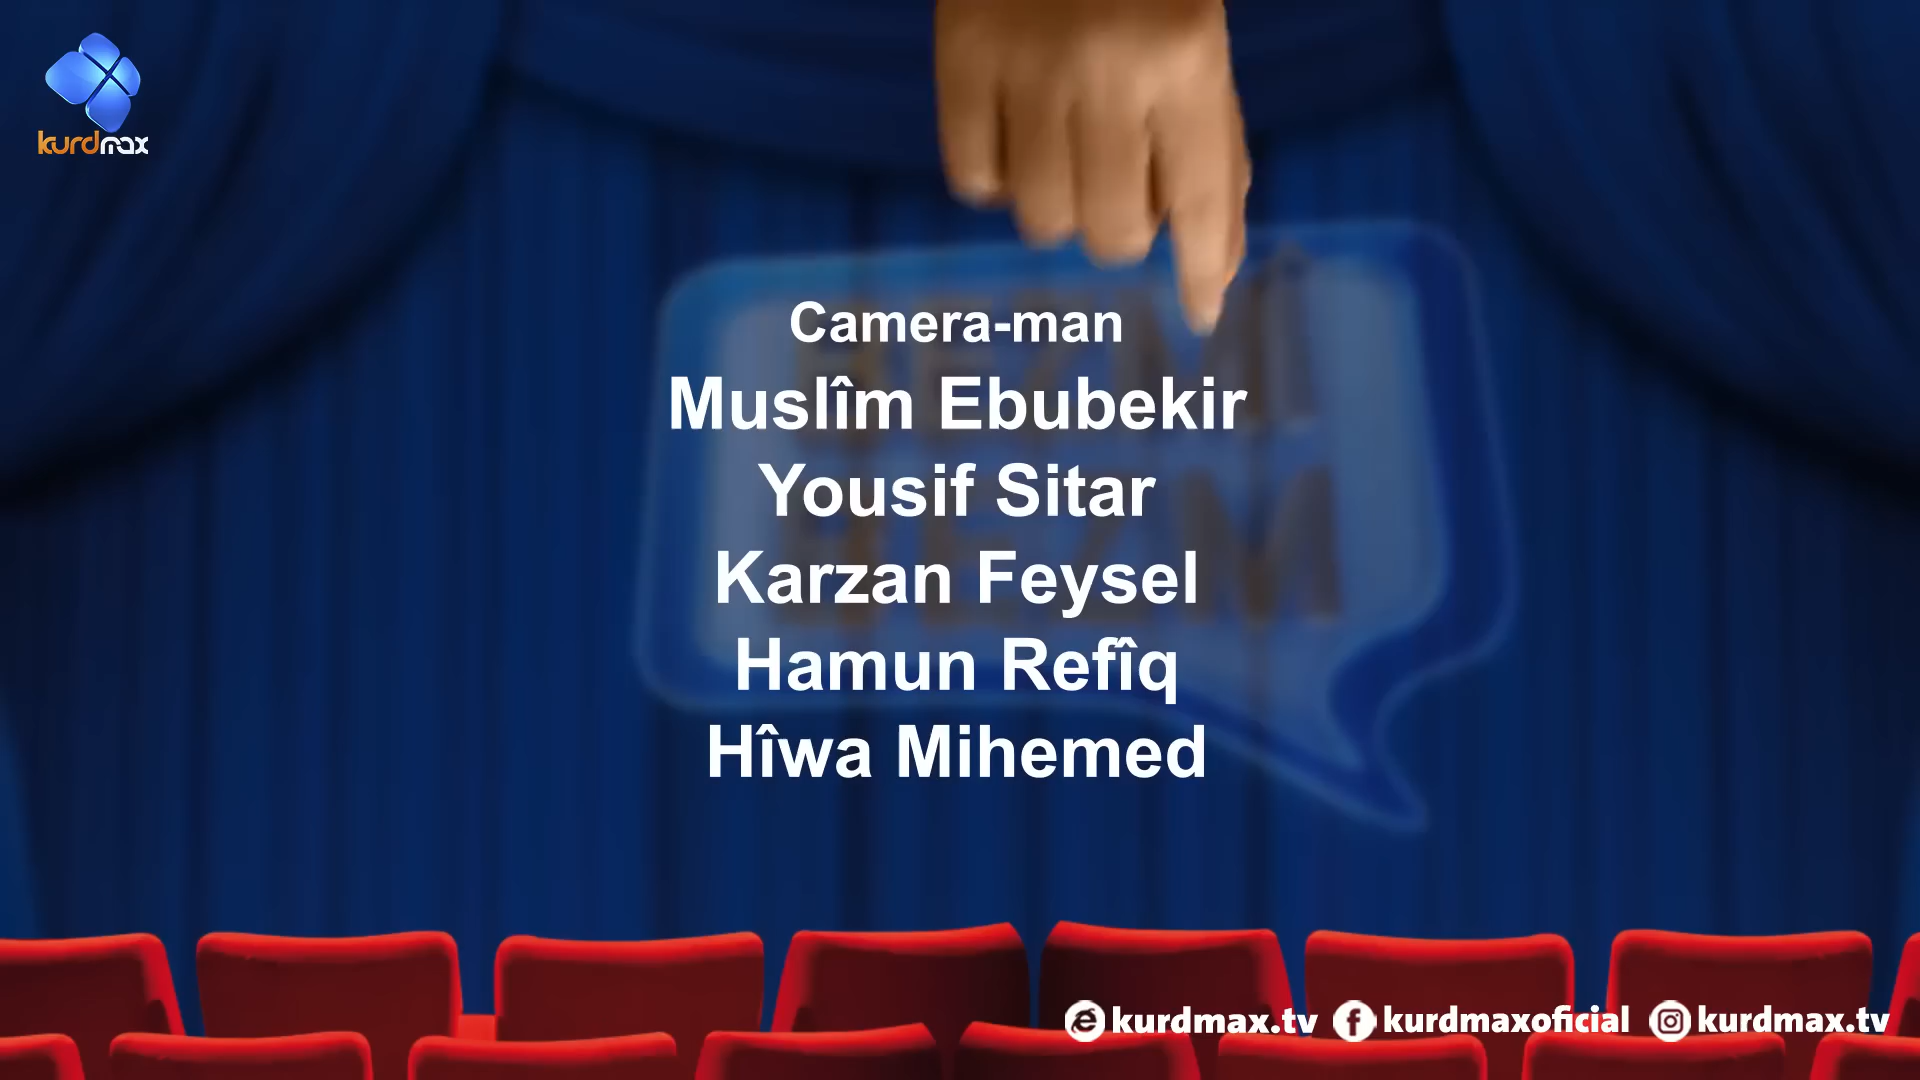 kurdmax
Camera-man
Muslîm Ebubekir
Yousif Sitar
Karzan Feysel
Hamun Refîq
Hîwa Mihemed
kurdmax.tv kurdmaxoficial kurdmax.tv